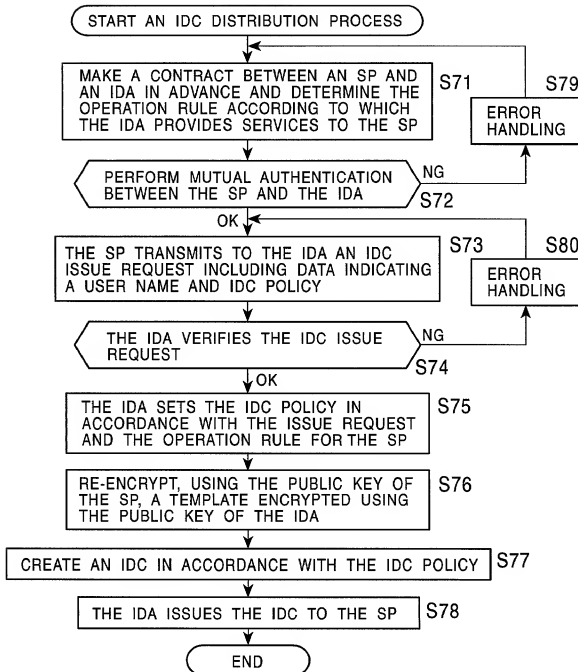 START AN IDC DISTRIBUTION PROCESS
MAKE A CONTRACT BETWEEN AN SP AND
AN IDA IN ADVANCE AND DETERMINE THE
OPERATION RULE ACCORDING TO WHICH
THE IDA PROVIDES SERVICES TO THE SP
S71
S79
ERROR
HANDLING
PERFORM MUTUAL AUTHENTICATION
BETWEEN THE SP AND THE IDA
NG
S72
OK
THE SP TRANSMITS TO THE IDA AN IDC
ISSUE REQUEST INCLUDING DATA INDICATING
A USER NAME AND IDC POLICY
S73
S80
ERROR
HANDLING
THE IDA VERIFIES THE IDC ISSUE
REQUEST
NG
S74
OK
THE IDA SETS THE IDC POLICY IN
ACCORDANCE WITH THE ISSUE REQUEST
AND THE OPERATION RULE FOR THE SP
S75
RE-ENCRYPT, USING THE PUBLIC KEY OF
THE SP, A TEMPLATE ENCRYPTED USING
THE PUBLIC KEY OF THE IDA
S76
CREATE AN IDC IN ACCORDANCE WITH THE IDC POLICY
S77
THE IDA ISSUES THE IDC TO THE SP
S78
END